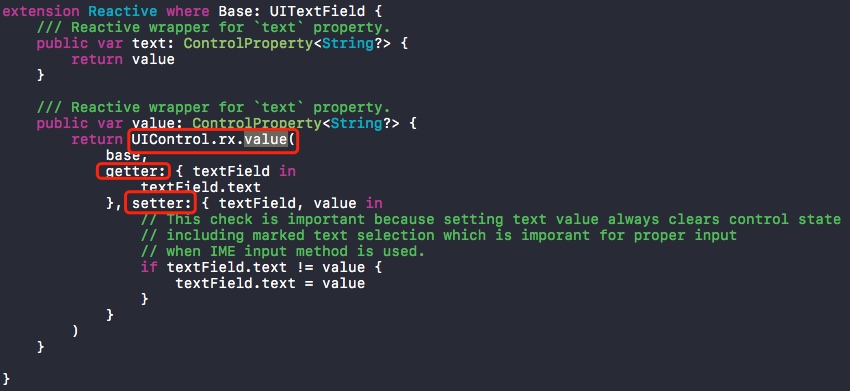 extension Reactive where Base: UITextField {
    /// Reactive wrapper for `text` property.
    public var text: ControlProperty<String?> {
        return value
    }

    /// Reactive wrapper for `text` property.
    public var value: ControlProperty<String?> {
        return UIControl.rx.value(
            base,
            getter: { textField in
                textField.text
            }, setter: { textField, value in
                // This check is important because setting text value always clears control state
                // including marked text selection which is imporant for proper input
                // when IME input method is used.
                if textField.text != value {
                    textField.text = value
                }
            }
        )
    }

}